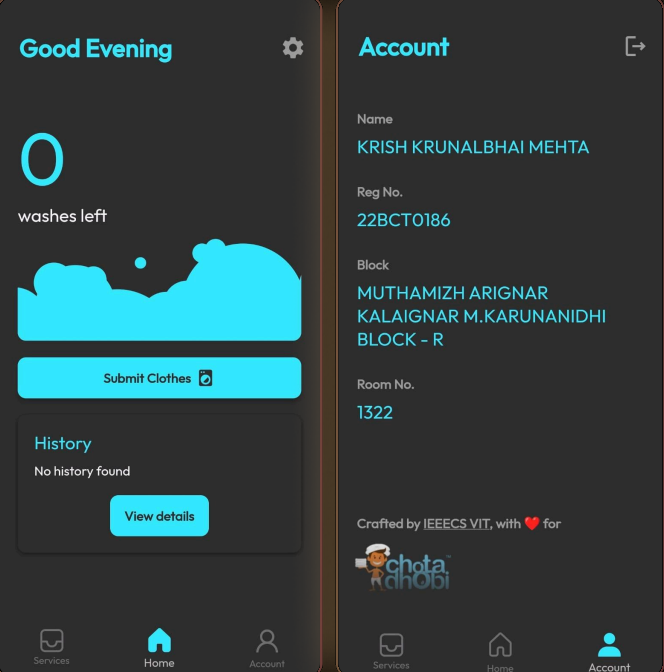 Good Evening
0
washes left
Submit Clothes
History
No history found
View details
Services
Home
Account
Account
Name
KRISH KRUNALBHAI MEHTA
Reg No.
22BCT0186
Block
MUTHAMIZH ARIGNAR
KALAIGNAR M.KARUNANIDHI
BLOCK - R
Room No.
1322
Crafted by IEEECS VIT, with ❤️ for
chota
dhobi
Services
Home
Account